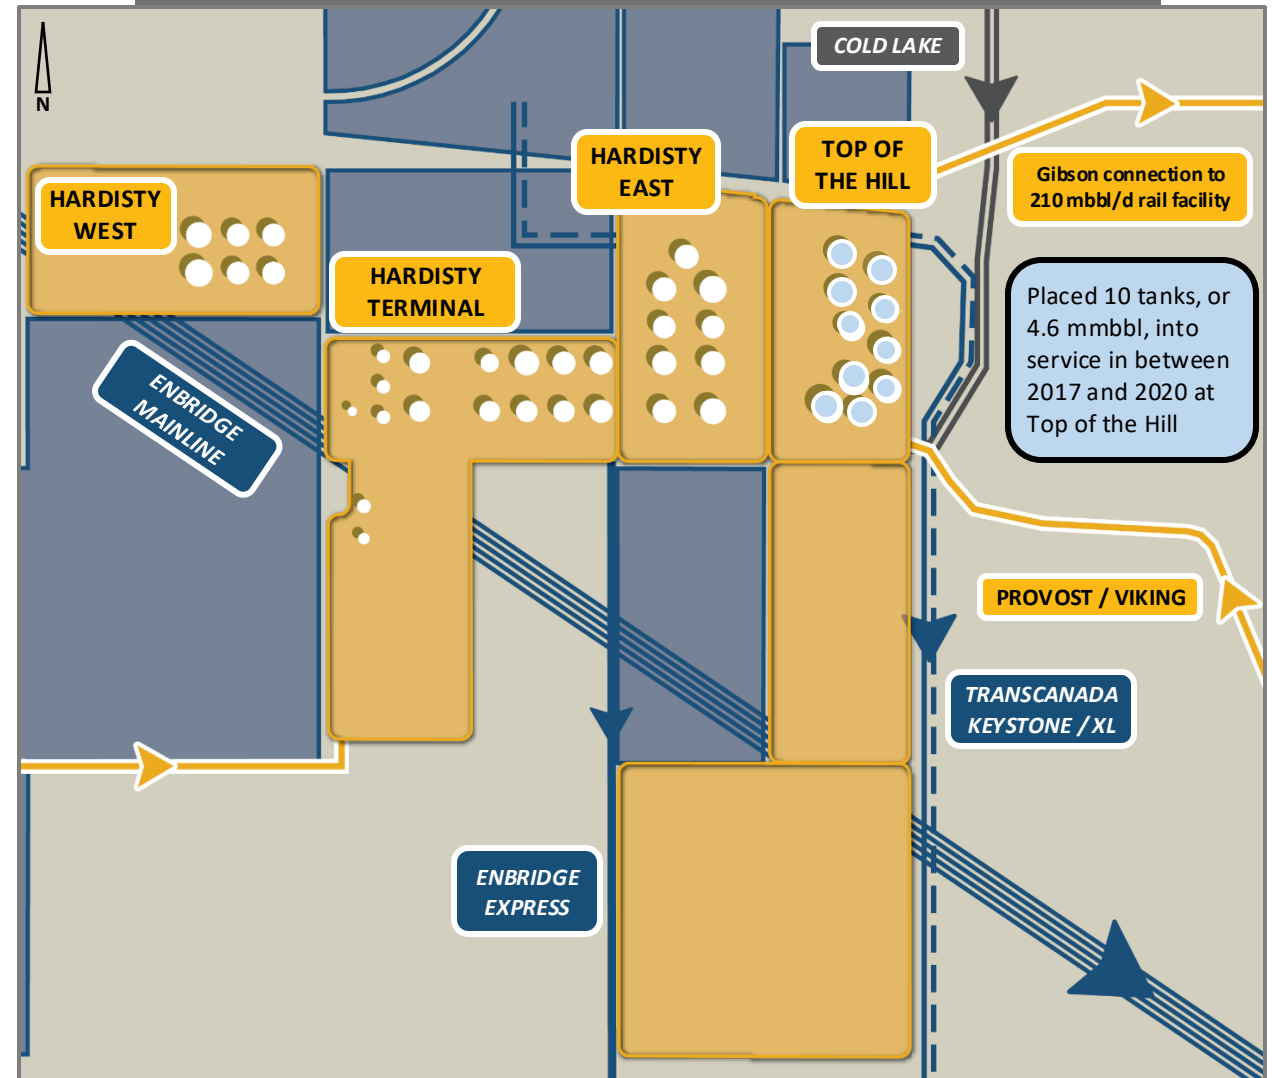 COLD LAKE
N
HARDISTY
EAST
TOP OF
THE HILL
Gibson connection to
210 mbbl/d rail facility
HARDISTY
WEST
HARDISTY
TERMINAL
Placed 10 tanks, or
4.6 mmbbl, into
service in between
2017 and 2020 at
Top of the Hill
ENBRIDGE
MAINLINE
PROVOST / VIKING
TRANSCANADA
KEYSTONE / XL
ENBRIDGE
EXPRESS